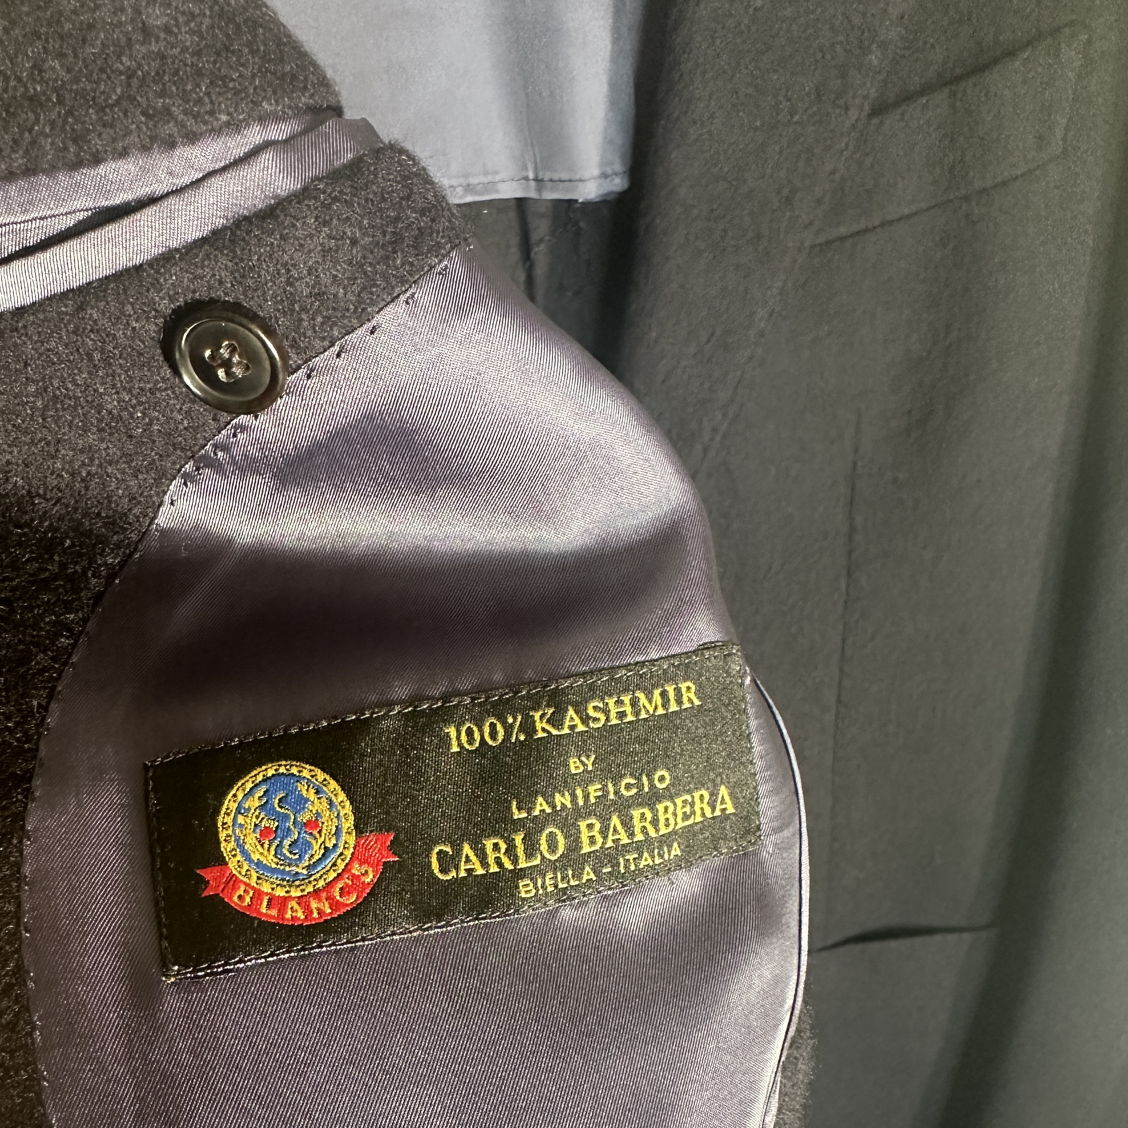 100% KASHMIR
BY
LANIFICIO
CARLO BARBERA
BIELLA - ITALIA
BLANCS